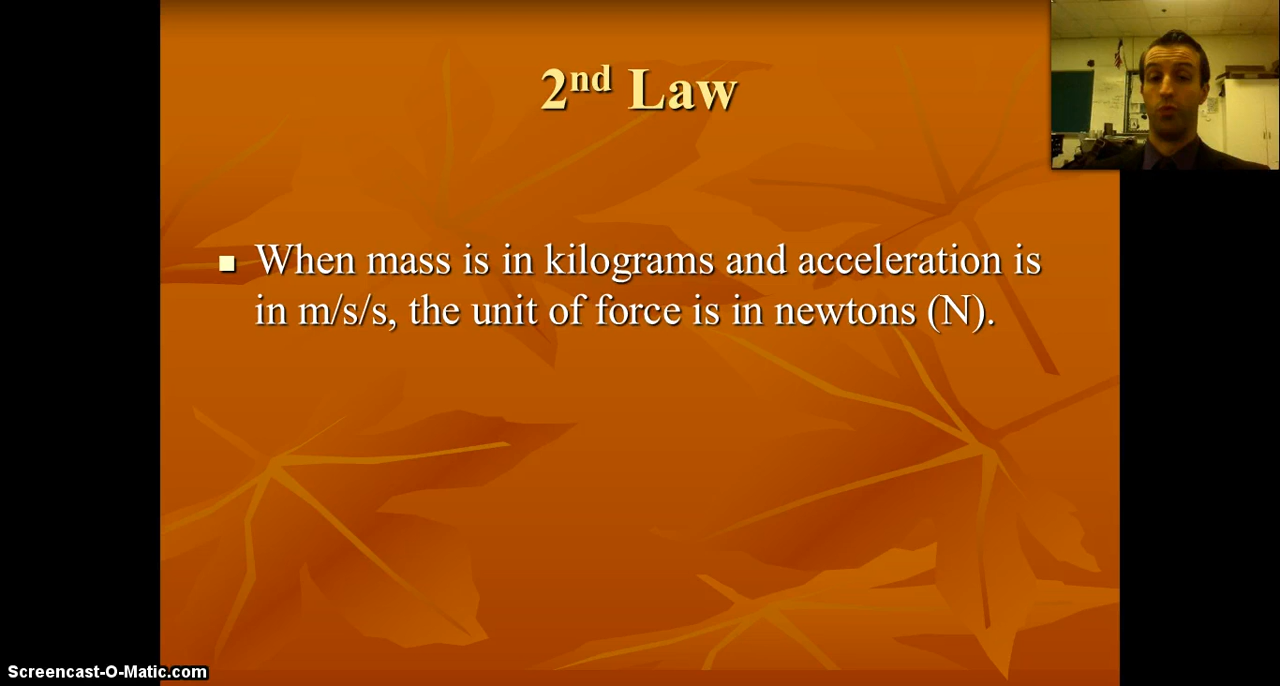 2nd Law
When mass is in kilograms and acceleration is
in m/s/s, the unit of force is in newtons (N).
Screencast-O-Matic.com